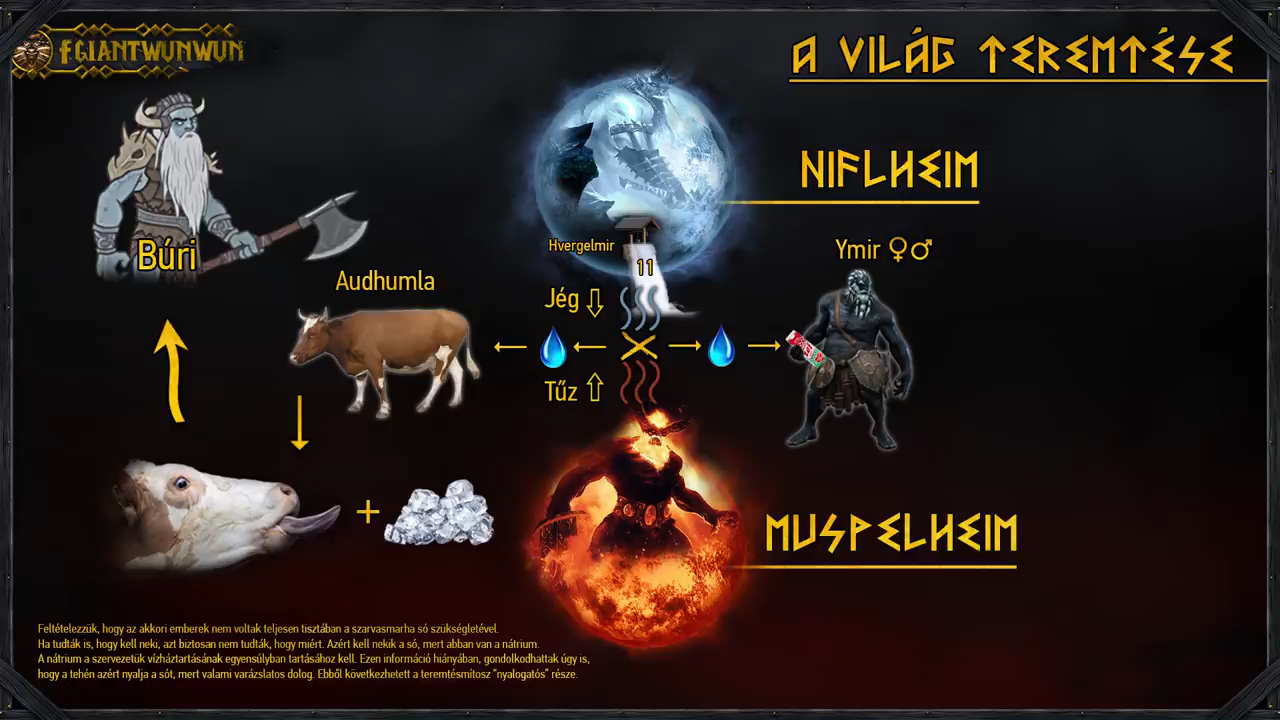 F.GIANTWUNWUN
A VILÁG TEREMTÉSE
NIFLHEIM
Hvergelmir
11
Ymir ♀♂
Búri
Audhumla
Jég ⇩
Tűz ⇧
+
MUSPELHEIM
Feltételezzük, hogy az akkori emberek nem voltak teljesen tisztában a szarvasmarha só szükségletével.
Ha tudták is, hogy kell neki, azt biztosan nem tudták, hogy miért. Azért kell nekik a só, mert abban van a nátrium.
A nátrium a szervezetük vízháztartásának egyensúlyban tartásához kell. Ezen információ hiányában, gondolkodhattak úgy is,
hogy a tehén azért nyalja a sót, mert valami varázslatos dolog. Ebből következhetett a teremtésmítosz "nyalogatós" része.